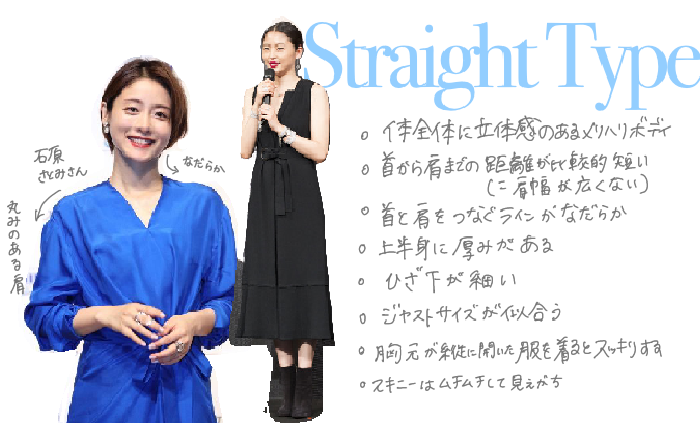 Straight Type
石原
さとみさん
なだらか
丸みのある肩
体全体に立体感のあるメリハリボディ
首から肩までの距離が比較的短い
(=肩幅が広くない)
首と肩をつなぐラインがなだらか
上半身に厚みがある
ひざ下が細い
ジャストサイズが似合う
胸元が縦に開いた服を着るとスッキリする
スキニーはムチムチして見えがち